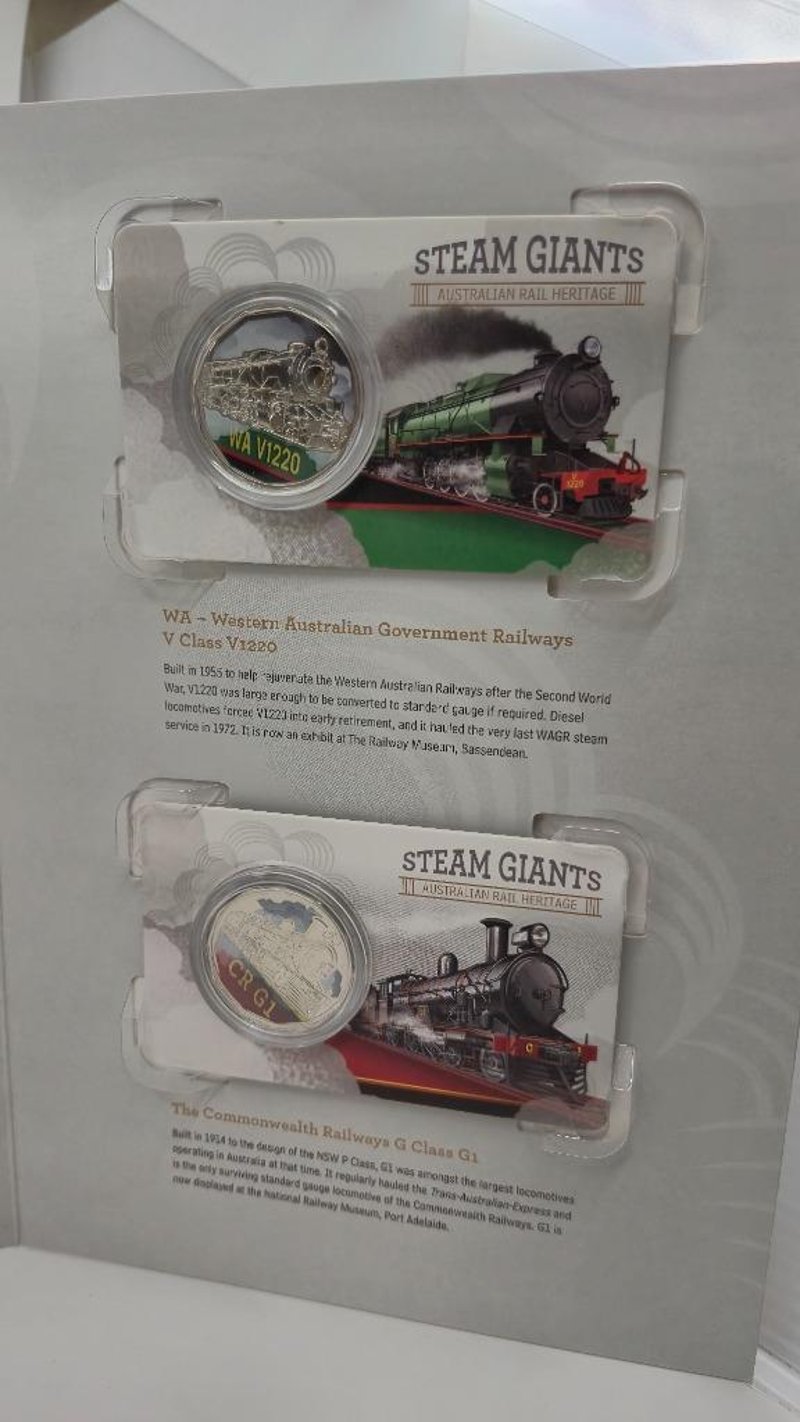 STEAM GIANTS
AUSTRALIAN RAIL HERITAGE
WA V1220
V
1220
WA – Western Australian Government Railways
V Class V1220
Built in 1955 to help rejuvenate the Western Australian Railways after the Second World
War, V1220 was large enough to be converted to standard gauge if required. Diesel
locomotives forced V1220 into early retirement, and it hauled the very last WAGR steam
service in 1972. It is now an exhibit at The Railway Museum, Bassendean.
STEAM GIANTS
AUSTRALIAN RAIL HERITAGE
CR G1
G 1
The Commonwealth Railways G Class G1
Built in 1914 to the design of the NSW P Class, G1 was amongst the largest locomotives
operating in Australia at that time. It regularly hauled the Trans-Australian-Express and
is the only surviving standard gauge locomotive of the Commonwealth Railways. G1 is
now displayed at the National Railway Museum, Port Adelaide.